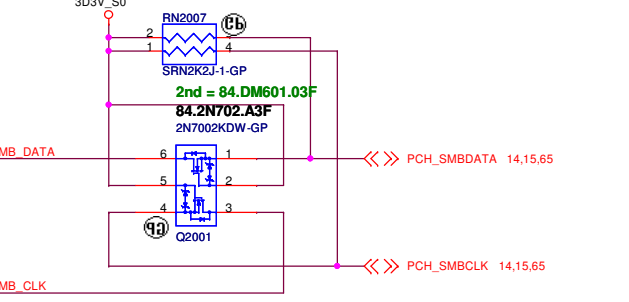 3D3V_S0
RN2007
2
1
4
SRN2K2J-1-GP
2nd = 84.DM601.03F
84.2N702.A3F
2N7002KDW-GP
MB_DATA
6
1
PCH_SMBDATA 14,15,65
5
2
4
3
GP
Q2001
PCH_SMBCLK 14,15,65
MB_CLK